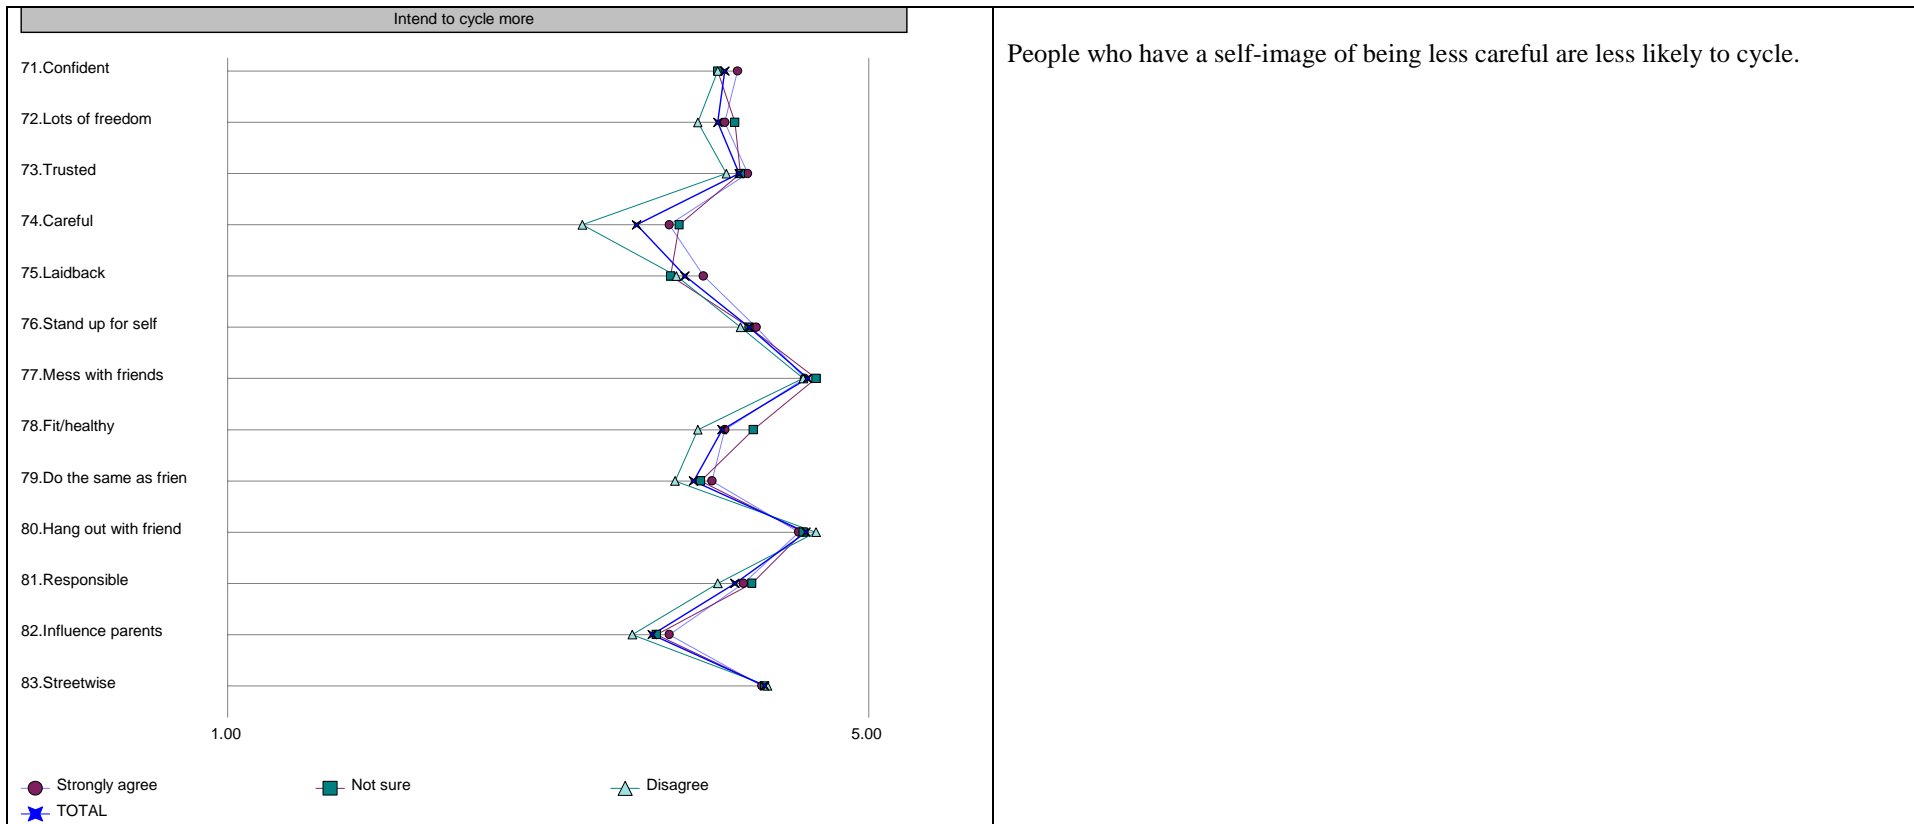 Intend to cycle more
71.Confident
72.Lots of freedom
73.Trusted
74.Careful
75.Laidback
76.Stand up for self
77.Mess with friends
78.Fit/healthy
79.Do the same as frien
80.Hang out with friend
81.Responsible
82.Influence parents
83.Streetwise
1.00 5.00
Strongly agree Not sure Disagree
TOTAL
People who have a self-image of being less careful are less likely to cycle.